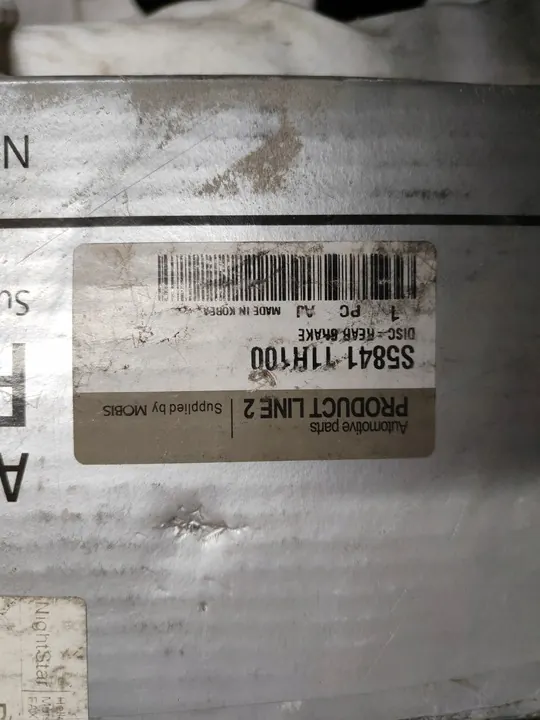 Automotive parts
PRODUCT LINE 2
Supplied by MOBIS
S5841 11H100
DISC - REAR BRAKE
1 PC AJ MADE IN KOREA
NightStar